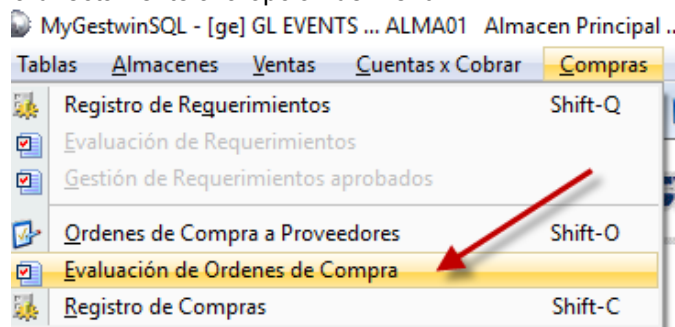 MyGestwinSQL - [ge] GL EVENTS ... ALMA01 Almacen Principal ..
Tablas Almacenes Ventas Cuentas x Cobrar Compras
Registro de Requerimientos Shift-Q
Evaluación de Requerimientos
Gestión de Requerimientos aprobados
Ordenes de Compra a Proveedores Shift-O
Evaluación de Ordenes de Compra
Registro de Compras Shift-C